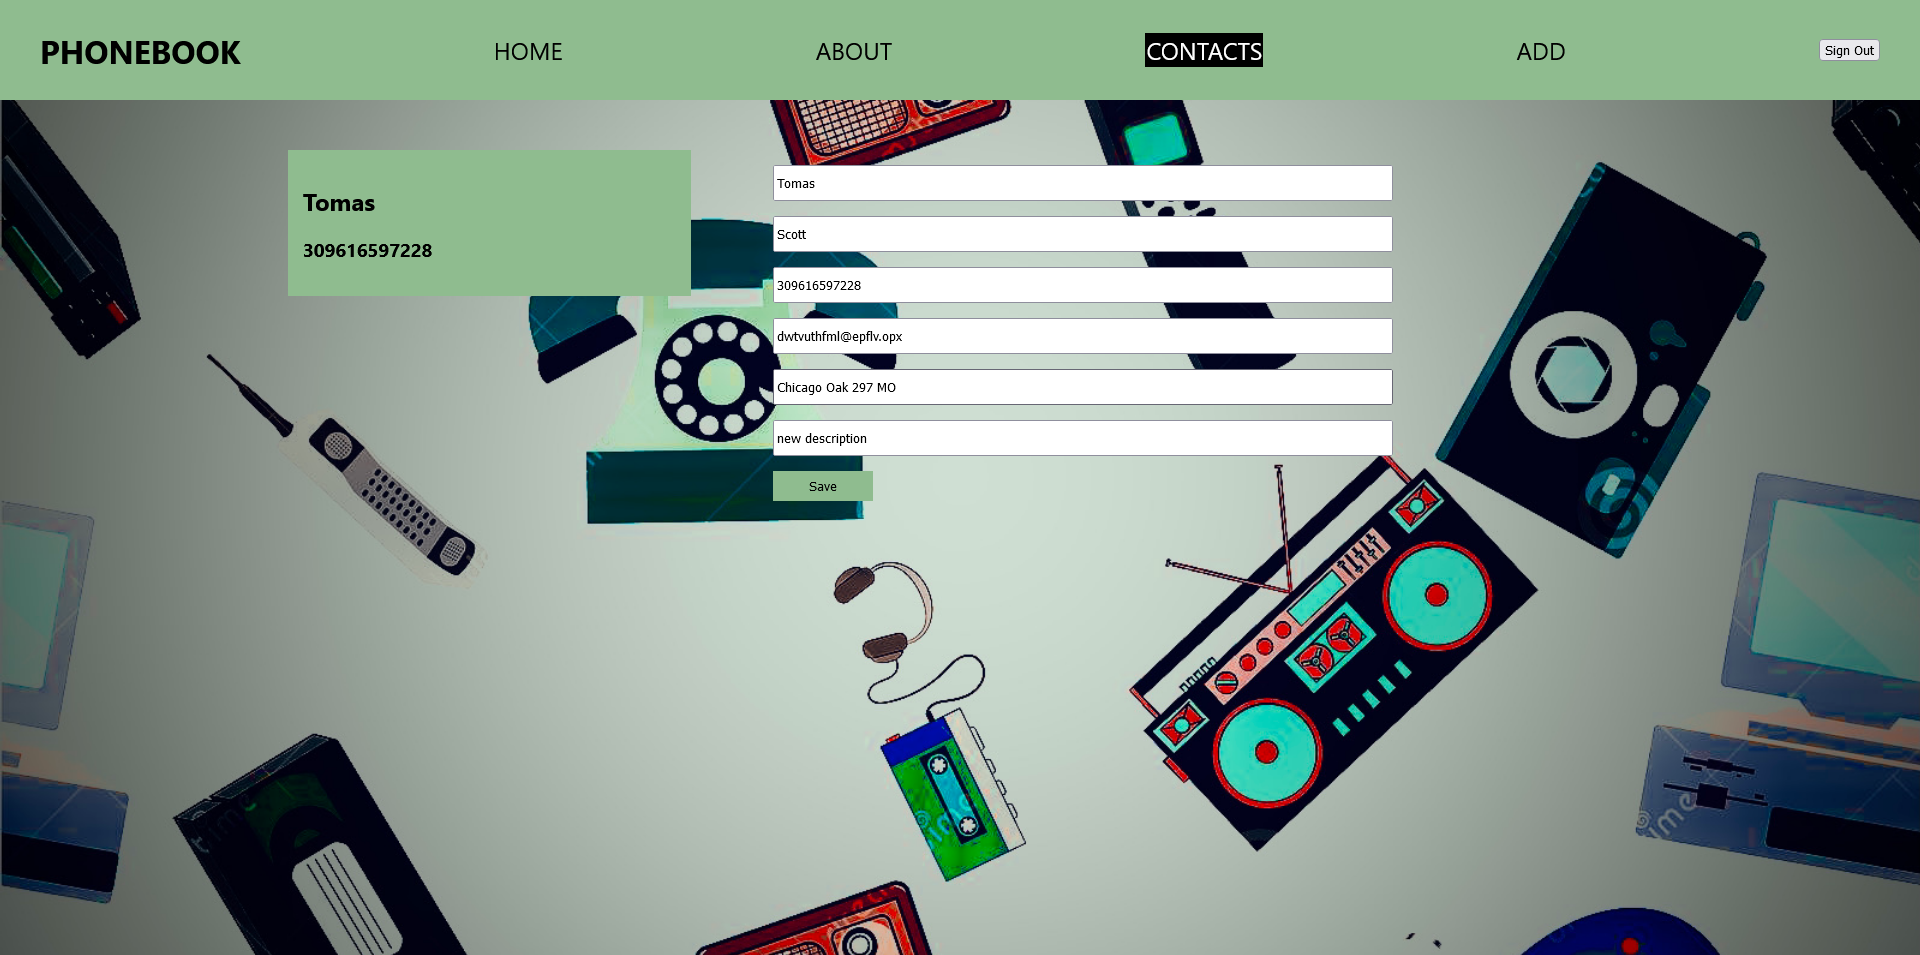 PHONEBOOK HOME ABOUT CONTACTS ADD Sign Out
Tomas
309616597228
Tomas
Scott
309616597228
dwtvuthfml@epflv.opx
Chicago Oak 297 MO
new description
Save